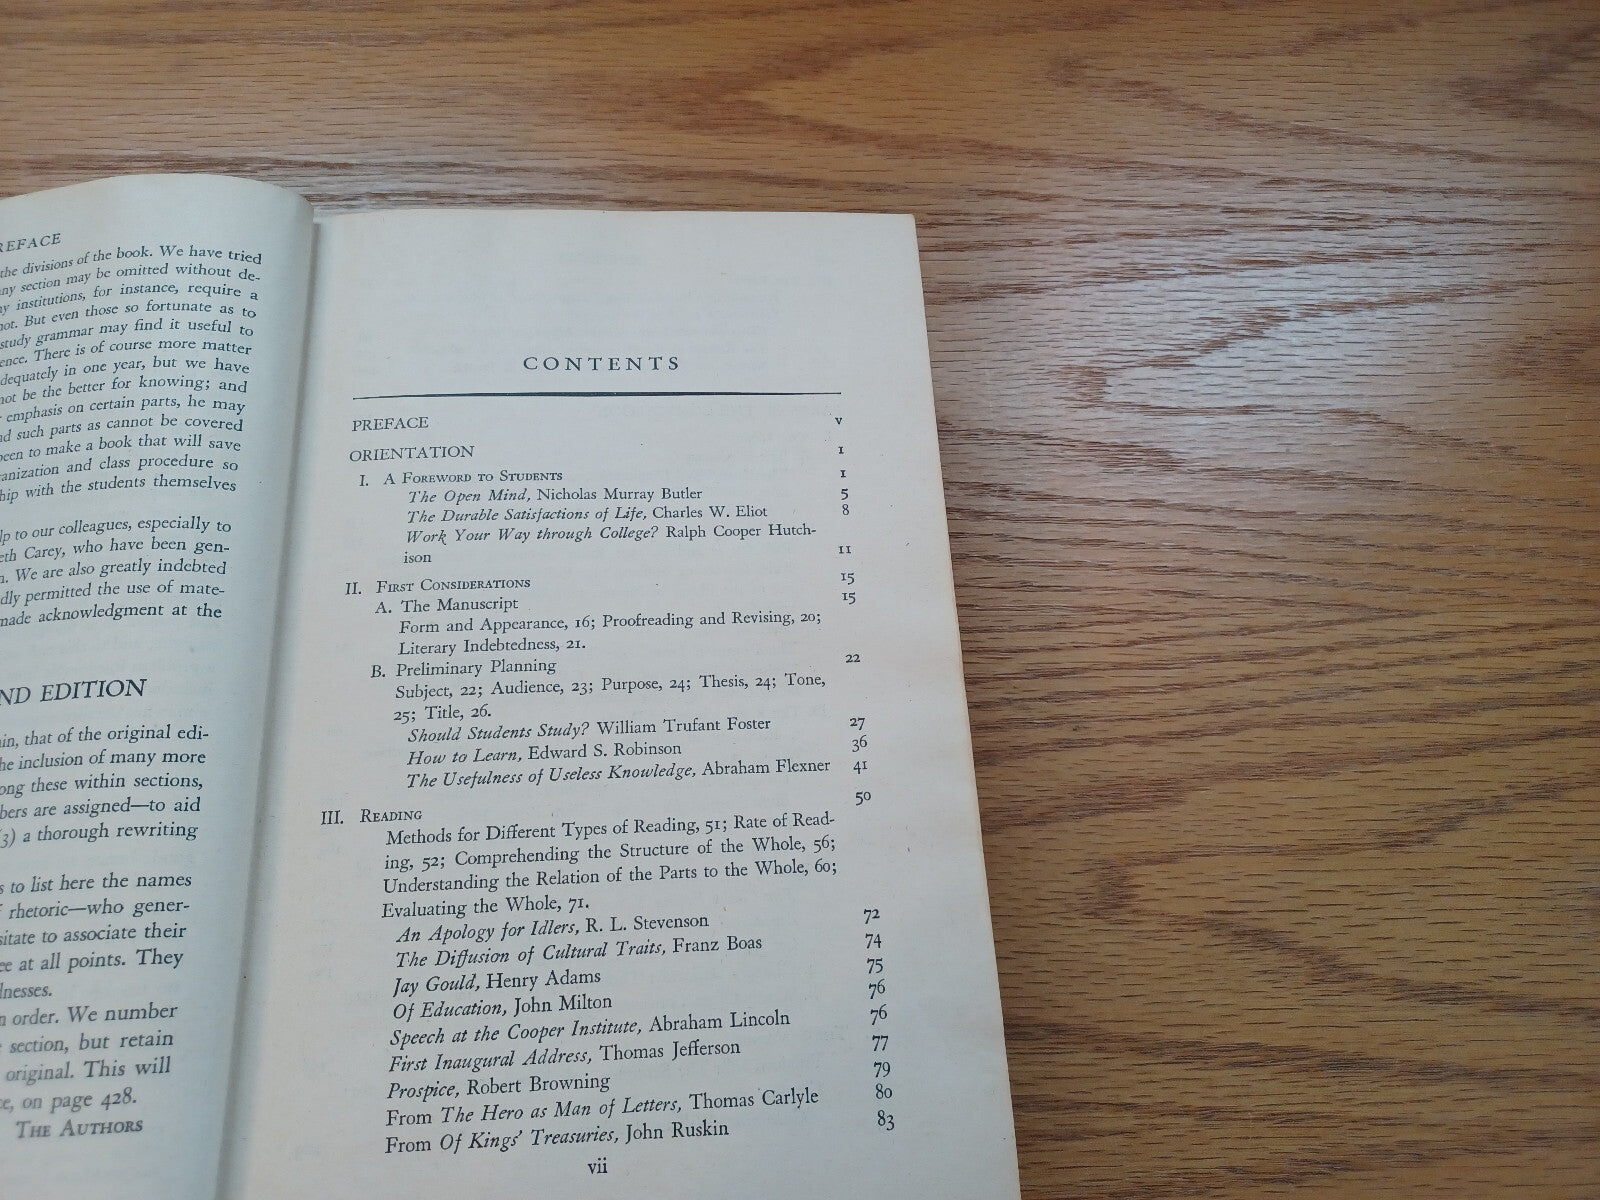 PREFACE
the divisions of the book. We have tried
any section may be omitted without de-
institutions, for instance, require a
not. But even those so fortunate as to
study grammar may find it useful to
There is of course more matter
adequately in one year, but we have
not be the better for knowing; and
emphasis on certain parts, he may
and such parts as cannot be covered
been to make a book that will save
and class procedure so
with the students themselves
to our colleagues, especially to
Carey, who have been gen-
We are also greatly indebted
permitted the use of mate-
made acknowledgment at the
EDITION
that of the original edi-
the inclusion of many more
these within sections,
are assigned—to aid
(3) a thorough rewriting
to list here the names
rhetoric—who gener-
to associate their
at all points. They
order. We number
section, but retain
original. This will
on page 428.
THE AUTHORS
CONTENTS
PREFACE v
ORIENTATION 1
I. A FOREWORD TO STUDENTS 1
The Open Mind, Nicholas Murray Butler 5
The Durable Satisfactions of Life, Charles W. Eliot 8
Work Your Way through College? Ralph Cooper Hutch-
ison 11
II. FIRST CONSIDERATIONS 15
A. The Manuscript 15
Form and Appearance, 16; Proofreading and Revising, 20;
Literary Indebtedness, 21.
B. Preliminary Planning 22
Subject, 22; Audience, 23; Purpose, 24; Thesis, 24; Tone,
25; Title, 26.
Should Students Study? William Trufant Foster 27
How to Learn, Edward S. Robinson 36
The Usefulness of Useless Knowledge, Abraham Flexner 41
III. READING 50
Methods for Different Types of Reading, 51; Rate of Read-
ing, 52; Comprehending the Structure of the Whole, 56;
Understanding the Relation of the Parts to the Whole, 60;
Evaluating the Whole, 71.
An Apology for Idlers, R. L. Stevenson 72
The Diffusion of Cultural Traits, Franz Boas 74
Jay Gould, Henry Adams 75
Of Education, John Milton 76
Speech at the Cooper Institute, Abraham Lincoln 76
First Inaugural Address, Thomas Jefferson 77
Prospice, Robert Browning 79
From The Hero as Man of Letters, Thomas Carlyle 80
From Of Kings' Treasuries, John Ruskin 83
vii